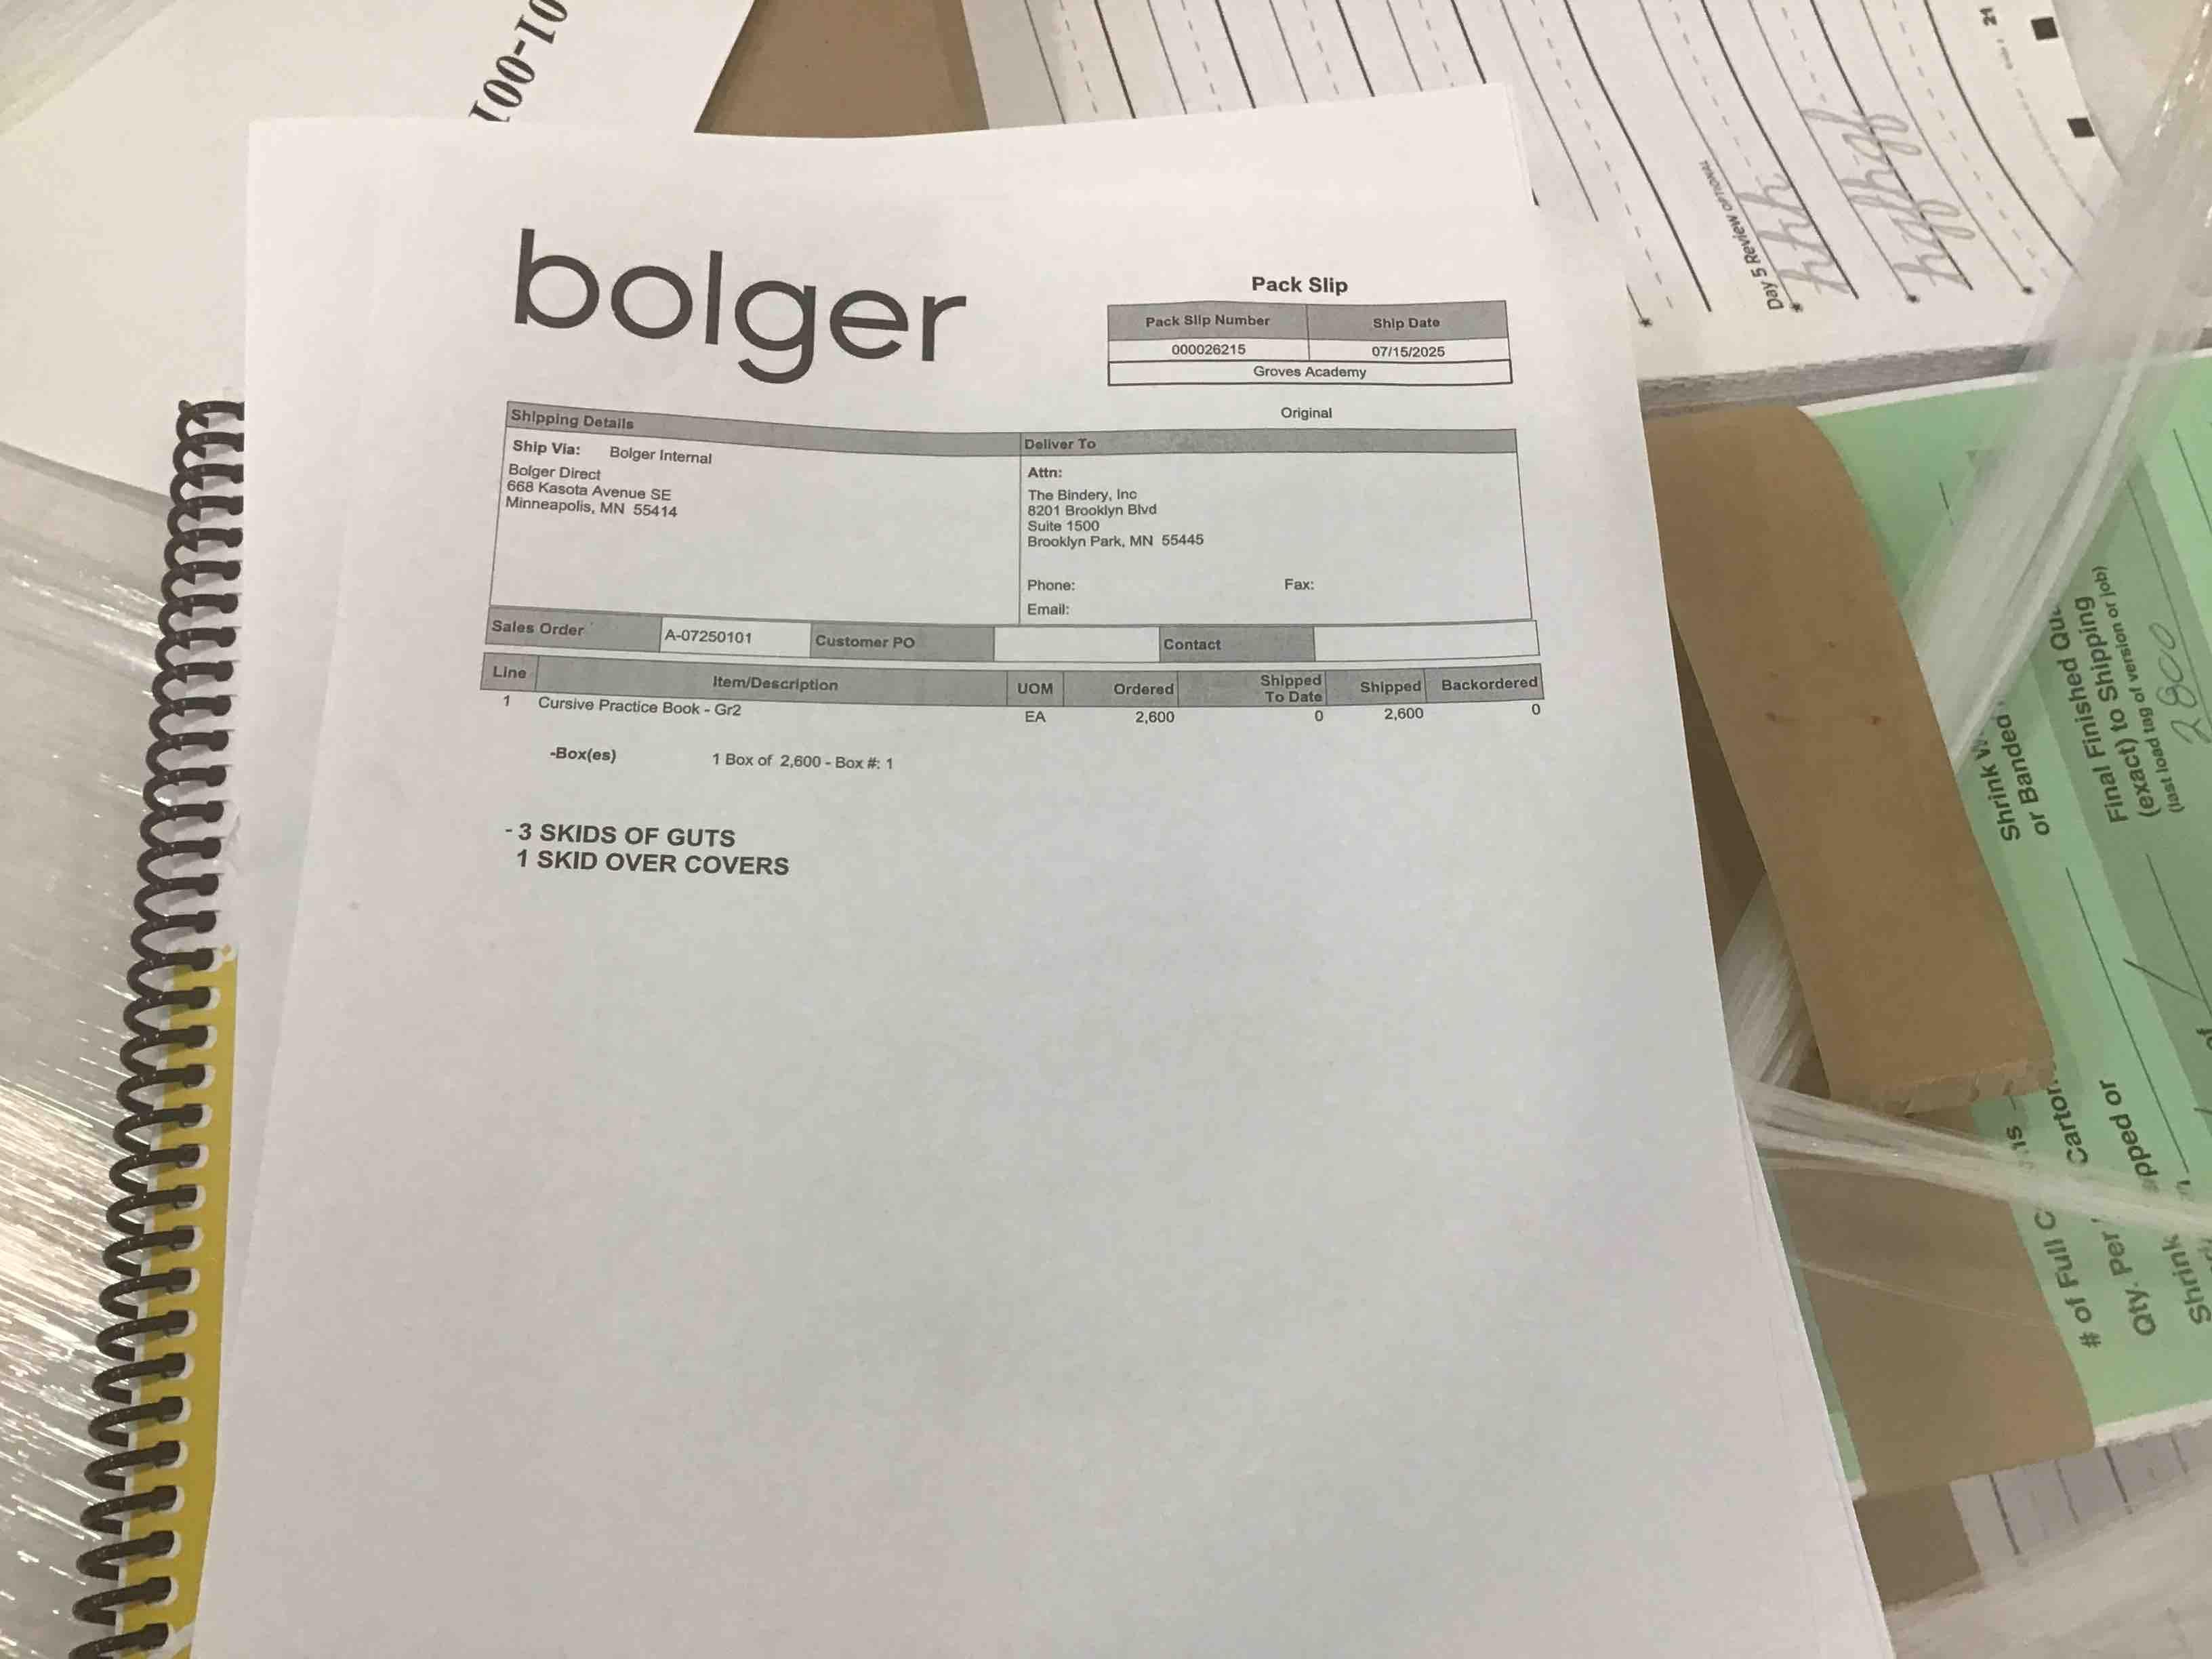 01-001
bolger
Pack Slip
Pack Slip Number Ship Date
000026215 07/15/2025
Groves Academy
Original
Shipping Details
Ship Via: Bolger Internal
Bolger Direct
668 Kasota Avenue SE
Minneapolis, MN 55414
Deliver To
Attn:
The Bindery, Inc
8201 Brooklyn Blvd
Suite 1500
Brooklyn Park, MN 55445
Phone: Fax:
Email:
Sales Order A-07250101 Customer PO Contact
Line Item/Description UOM Ordered Shipped To Date Shipped Backordered
1 Cursive Practice Book - Gr2 EA 2,600 0 2,600 0
-Box(es) 1 Box of 2,600 - Box #: 1
- 3 SKIDS OF GUTS
1 SKID OVER COVERS
Day 5 Review OPTIONAL
hhh
21
Shrink
or Banded
Final Finished
(exact) to Shipping
(last load tag of version or job)
2800
# of Full
Qty. Per
Shrink